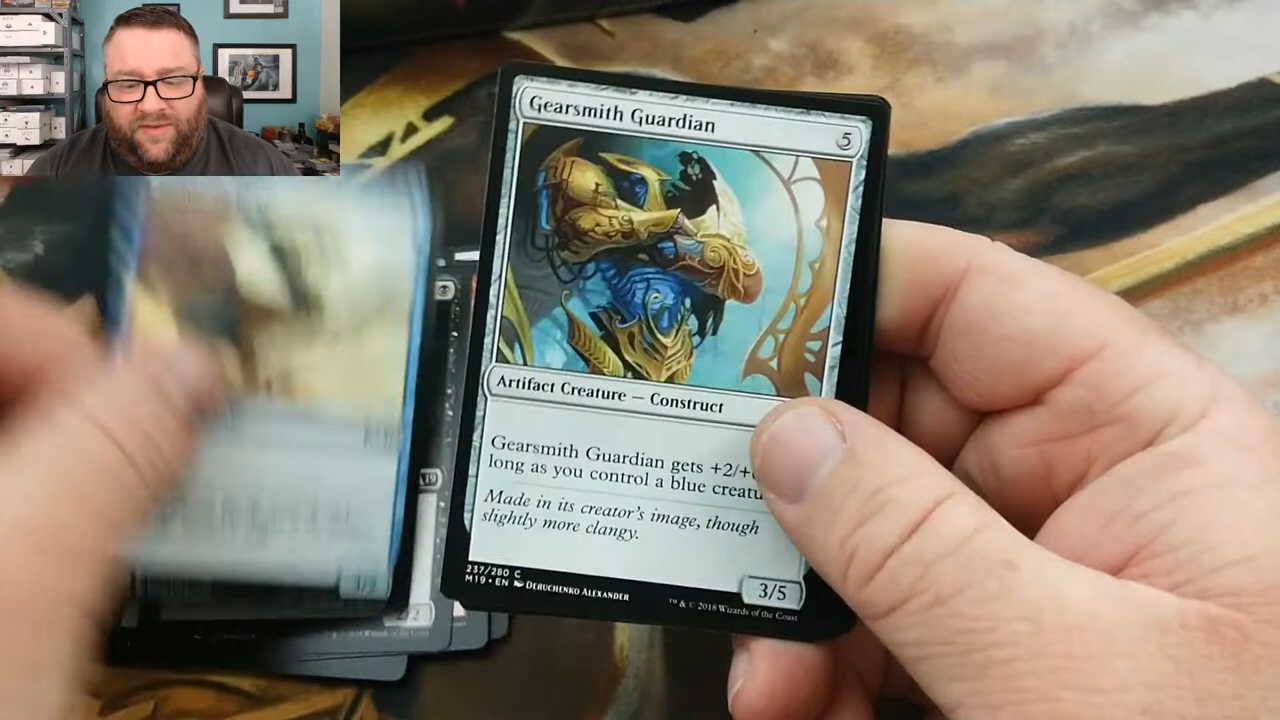 Gearsmith Guardian
5
Artifact Creature — Construct
Gearsmith Guardian gets +2/+
long as you control a blue creatu
Made in its creator's image, though
slightly more clangy.
237/280 C
M19 • EN Deruchenko Alexander
3/5
™ & © 2018 Wizards of the Coast